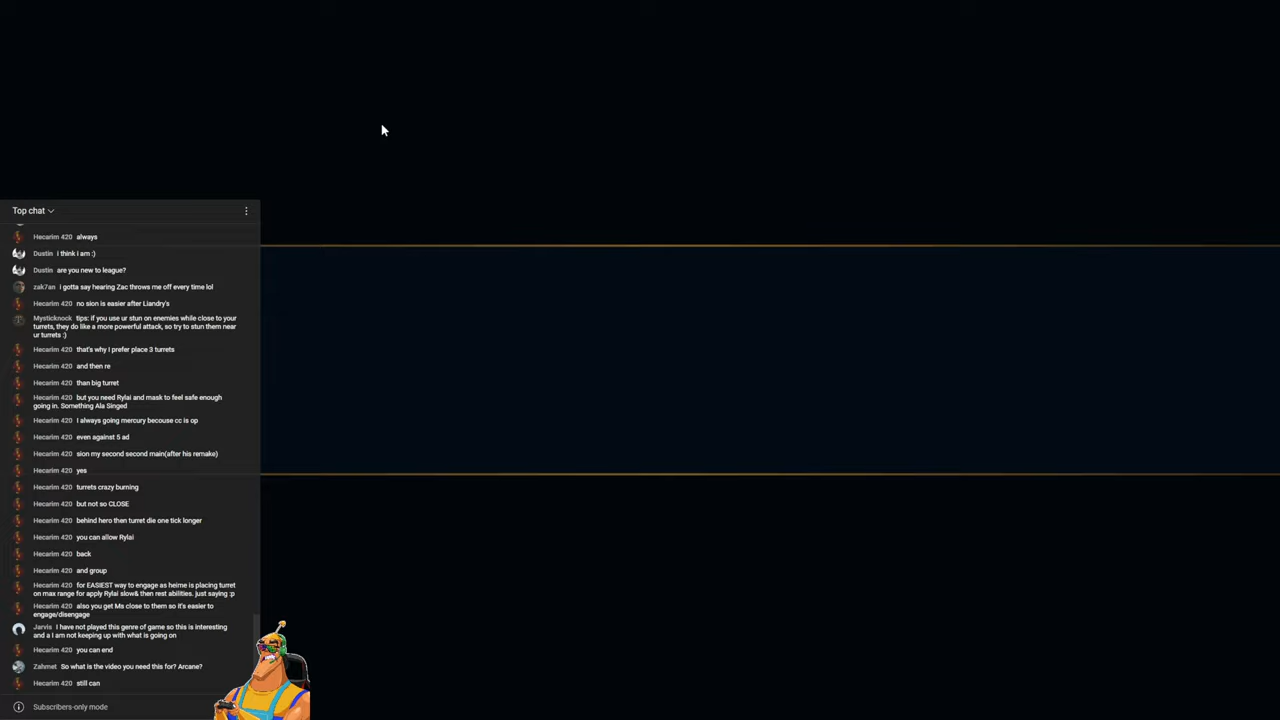 Top chat
Hecarim 420 always
Dustin i think i am :)
Dustin are you new to league?
zak7an i gotta say hearing Zac throws me off every time lol
Hecarim 420 no sion is easier after Liandry's
Mysticknock tips: if you use ur stun on enemies while close to your
turrets, they do like a more powerful attack, so try to stun them near
ur turrets :)
Hecarim 420 that's why I prefer place 3 turrets
Hecarim 420 and then re
Hecarim 420 than big turret
Hecarim 420 but you need Rylai and mask to feel safe enough
going in. Something Ala Singed
Hecarim 420 I always going mercury becouse cc is op
Hecarim 420 even against 5 ad
Hecarim 420 sion my second second main(after his remake)
Hecarim 420 yes
Hecarim 420 turrets crazy burning
Hecarim 420 but not so CLOSE
Hecarim 420 behind hero then turret die one tick longer
Hecarim 420 you can allow Rylai
Hecarim 420 back
Hecarim 420 and group
Hecarim 420 for EASIEST way to engage as heime is placing turret
on max range for apply Rylai slow& then rest abilities. just saying :p
Hecarim 420 also you get Ms close to them so it's easier to
engage/disengage
Jarvis I have not played this genre of game so this is interesting
and a I am not keeping up with what is going on
Hecarim 420 you can end
Zahmet So what is the video you need this for? Arcane?
Hecarim 420 still can
Subscribers-only mode